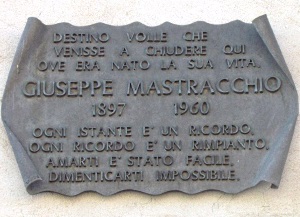 DESTINO VOLLE CHE
VENISSE A CHIUDERE QUI
OVE ERA NATO LA SUA VITA.
GIUSEPPE MASTRACCHIO
1897 1960
OGNI ISTANTE E' UN RICORDO,
OGNI RICORDO E' UN RIMPIANTO.
AMARTI E' STATO FACILE,
DIMENTICARTI IMPOSSIBILE.